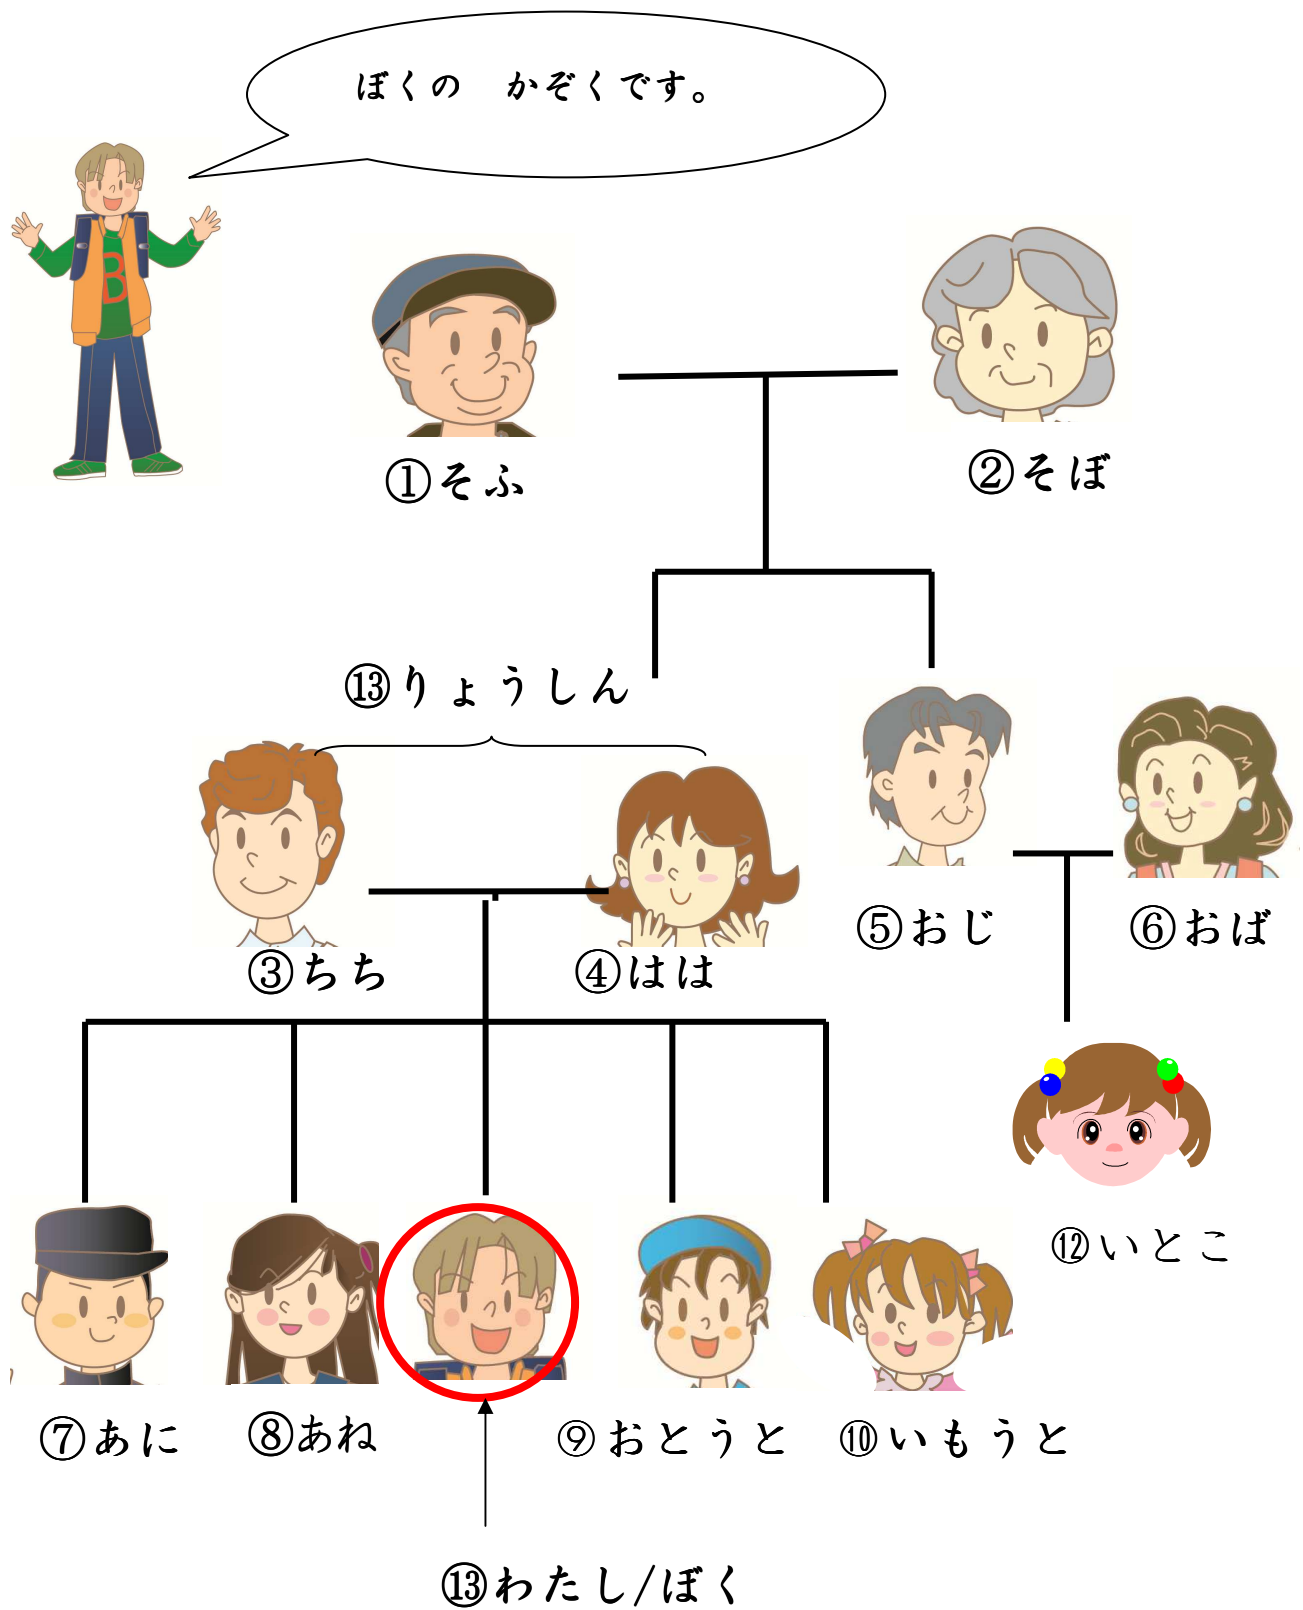 ぼくの　かぞくです。
B
①そふ
②そぼ
⑬りょうしん
③ちち
④はは
⑤おじ
⑥おば
⑫いとこ
⑦あに
⑧あね
⑨おとうと
⑩いもうと
⑬わたし/ぼく